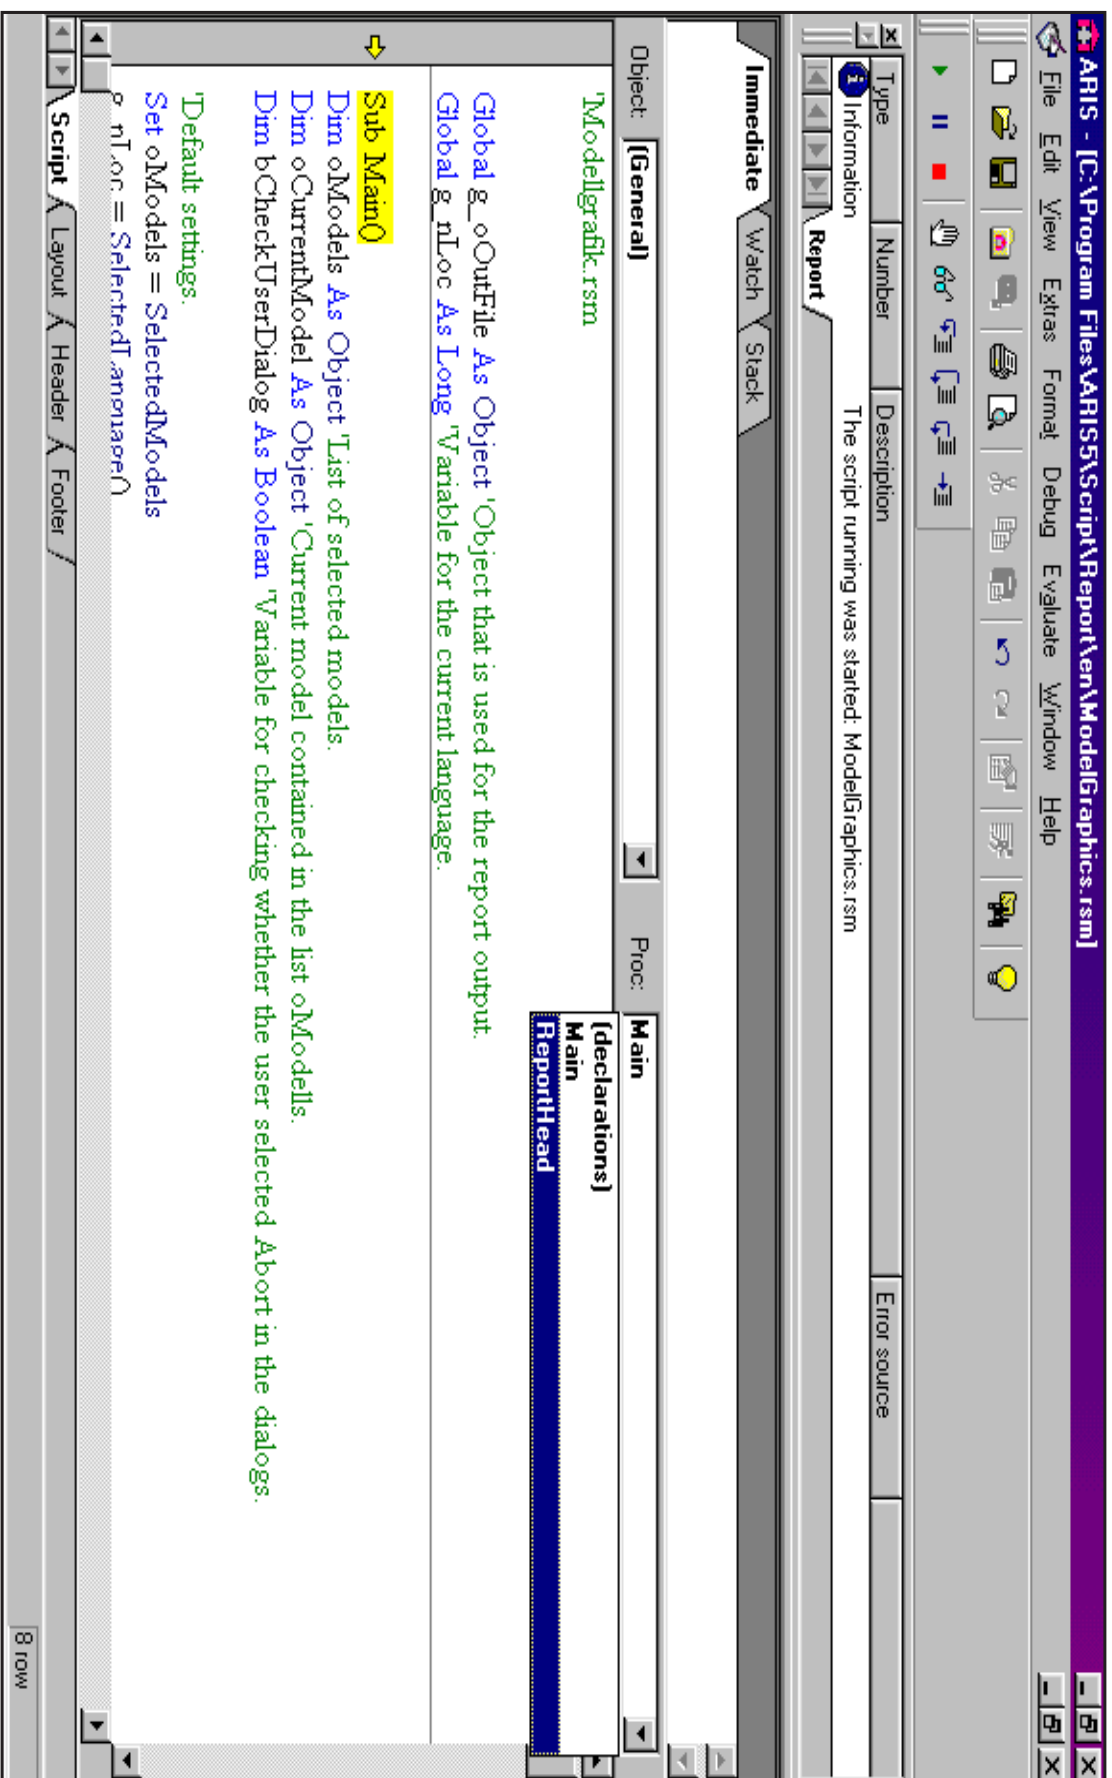 ARIS - [C:\Program Files\ARIS5\Script\Report\en\ModelGraphics.rsm]
File Edit View Extras Format Debug Evaluate Window Help
Type Number Description Error source
Information The script running was started: ModelGraphics.rsm
Report
Immediate Watch Stack
Object: (General) Proc: Main
(declarations)
Main
ReportHead
'Modellgrafik.rsm
Global g_oOutFile As Object 'Object that is used for the report output.
Global g_nLoc As Long 'Variable for the current language.
Sub Main()
Dim oModels As Object 'List of selected models.
Dim oCurrentModel As Object 'Current model contained in the list oModells.
Dim bCheckUserDialog As Boolean 'Variable for checking whether the user selected Abort in the dialogs.
'Default settings.
Set oModels = SelectedModels
g_nLoc = SelectedLanguage()
Script Layout Header Footer
8 row